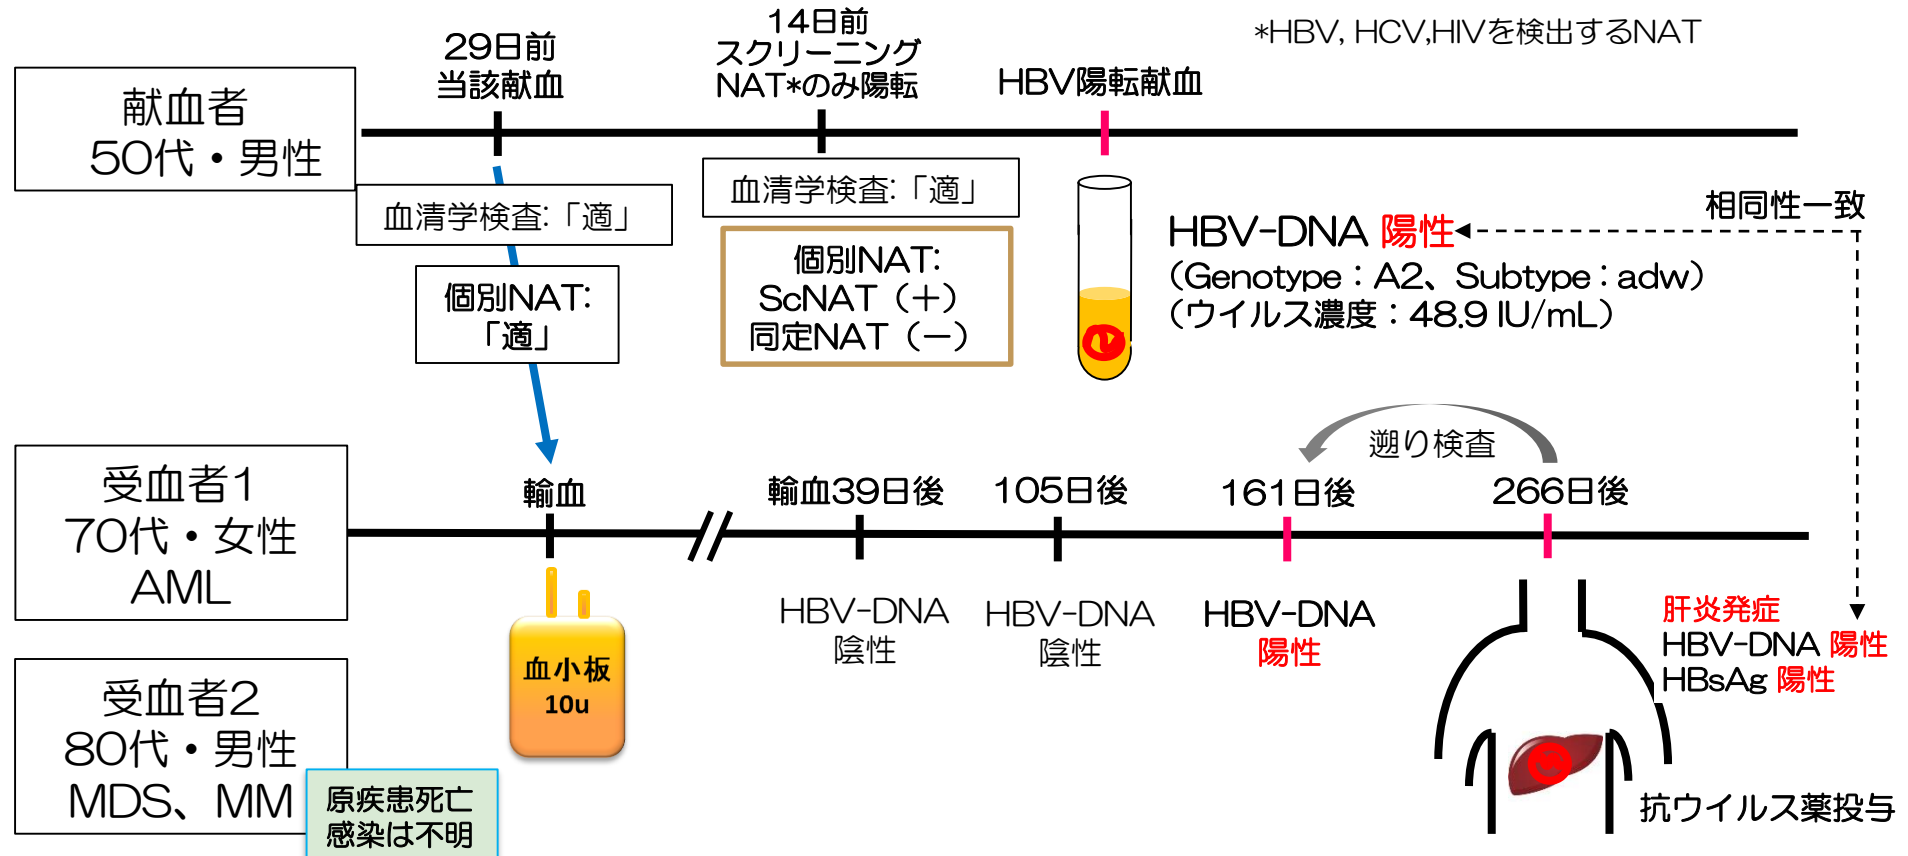 *HBV, HCV,HIVを検出するNAT
献血者
50代・男性
29日前
当該献血
14日前
スクリーニング
NAT*のみ陽転
HBV陽転献血
血清学検査:「適」
個別NAT:
「適」
血清学検査:「適」
個別NAT:
ScNAT（＋）
同定NAT（－）
HBV-DNA 陽性
（Genotype：A2、Subtype：adw）
（ウイルス濃度：48.9 IU/mL）
相同性一致
受血者1
70代・女性
AML
輸血
輸血39日後
105日後
161日後
266日後
遡り検査
血小板
10u
HBV-DNA
陰性
HBV-DNA
陰性
HBV-DNA
陽性
肝炎発症
HBV-DNA 陽性
HBsAg 陽性
抗ウイルス薬投与
受血者2
80代・男性
MDS、MM
原疾患死亡
感染は不明